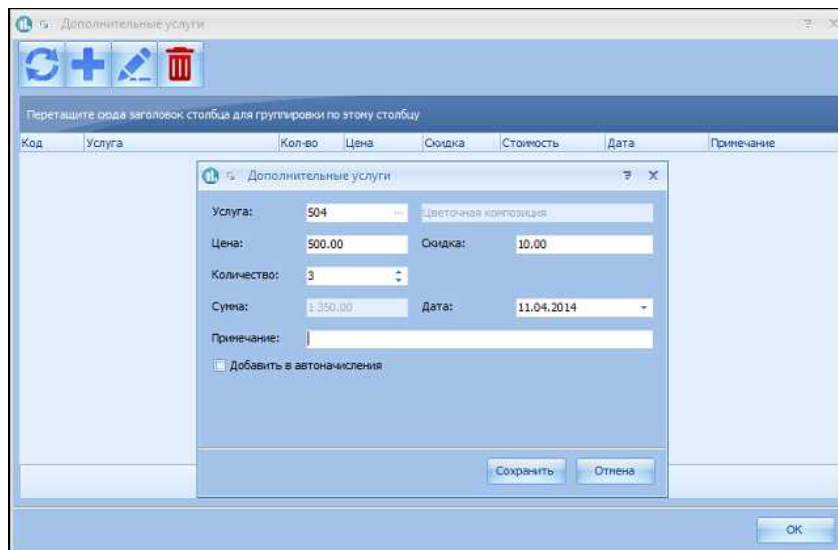 Дополнительные услуги
Перетащите сюда заголовок столбца для группировки по этому столбцу
Код Услуга Кол-во Цена Скидка Стоимость Дата Примечание
Дополнительные услуги
Услуга: 504 ... Цветочная композиция
Цена: 500.00 Скидка: 10.00
Количество: 3
Сумма: 1 350.00 Дата: 11.04.2014
Примечание:
Добавить в автоначисления
Сохранить Отмена
OK